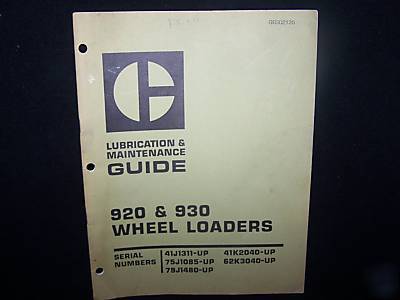 LUBRICATION &
MAINTENANCE
GUIDE
920 & 930
WHEEL LOADERS
SERIAL NUMBERS
41J1311-UP 41K2040-UP
75J1085-UP 62K3040-UP
79J1480-UP